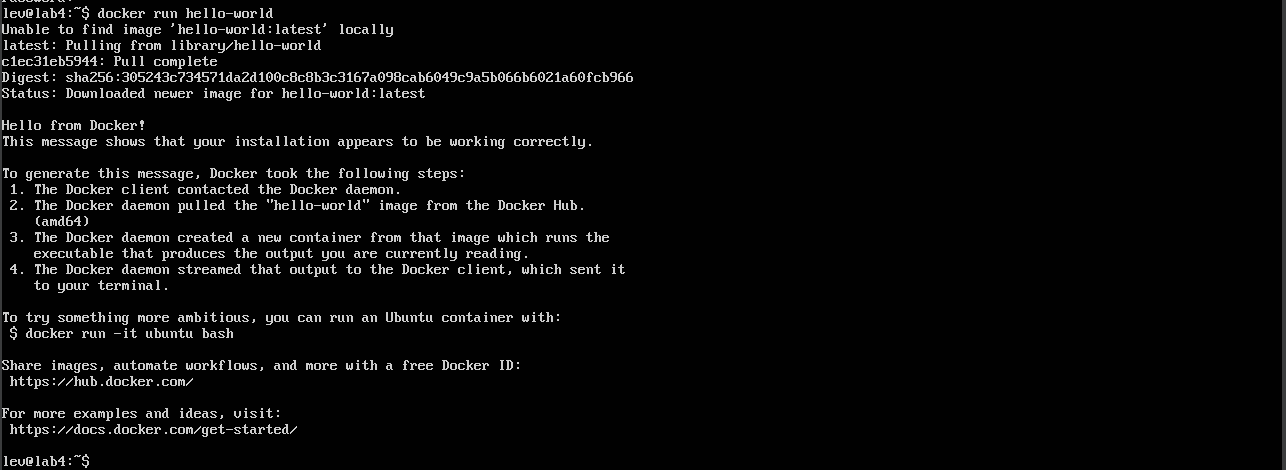 lev@lab4:~$ docker run hello-world
Unable to find image 'hello-world:latest' locally
latest: Pulling from library/hello-world
c1ec31eb5944: Pull complete
Digest: sha256:305243c734571da2d100c8c8b3c3167a098cab6049c9a5b066b6021a60fcb966
Status: Downloaded newer image for hello-world:latest

Hello from Docker!
This message shows that your installation appears to be working correctly.

To generate this message, Docker took the following steps:
 1. The Docker client contacted the Docker daemon.
 2. The Docker daemon pulled the "hello-world" image from the Docker Hub.
    (amd64)
 3. The Docker daemon created a new container from that image which runs the
    executable that produces the output you are currently reading.
 4. The Docker daemon streamed that output to the Docker client, which sent it
    to your terminal.

To try something more ambitious, you can run an Ubuntu container with:
 $ docker run -it ubuntu bash

Share images, automate workflows, and more with a free Docker ID:
 https://hub.docker.com/

For more examples and ideas, visit:
 https://docs.docker.com/get-started/

lev@lab4:~$